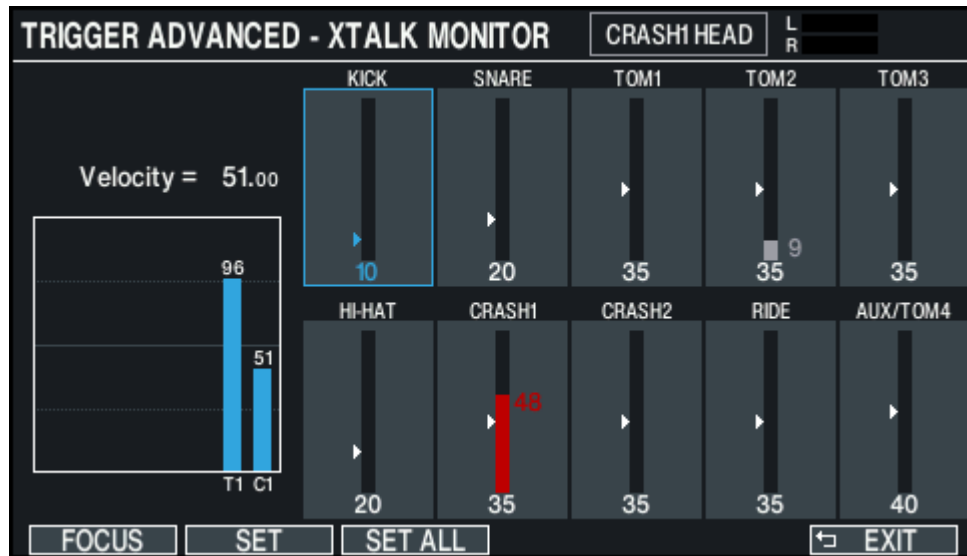 TRIGGER ADVANCED - XTALK MONITOR CRASH1 HEAD L
R
KICK SNARE TOM1 TOM2 TOM3
Velocity = 51.00
9
10 20 35 35 35
96
51
T1 C1
HI-HAT CRASH1 CRASH2 RIDE AUX/TOM4
48
20 35 35 35 40
FOCUS SET SET ALL EXIT